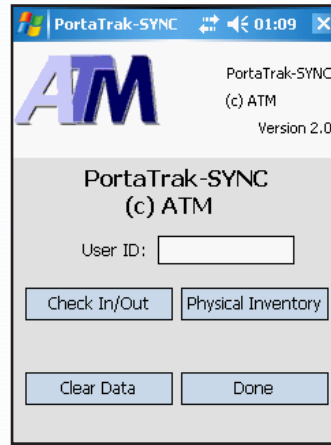 PortaTrak-SYNC 01:09
ATM
PortaTrak-SYNC
(c) ATM
Version 2.0
PortaTrak-SYNC
(c) ATM
User ID:
Check In/Out Physical Inventory
Clear Data Done